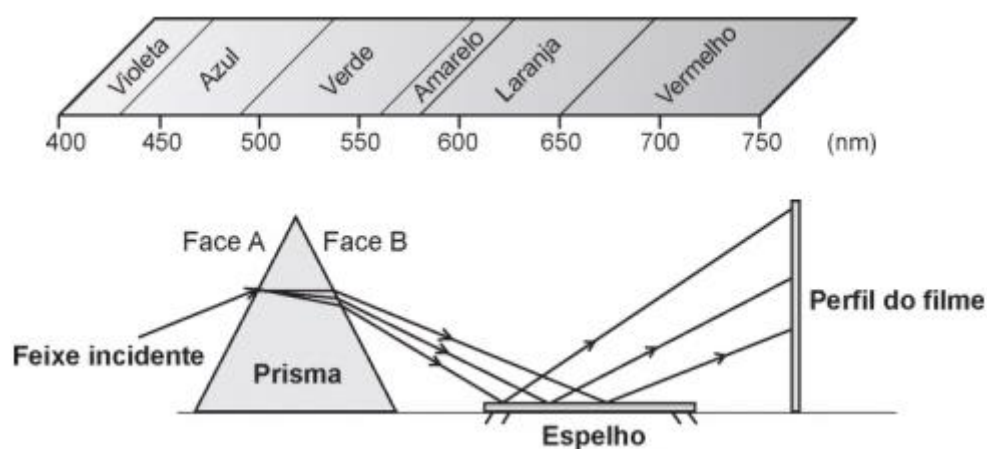 Violeta Azul Verde Amarelo Laranja Vermelho
400 450 500 550 600 650 700 750 (nm)
Face A Face B
Perfil do filme
Feixe incidente
Prisma
Espelho